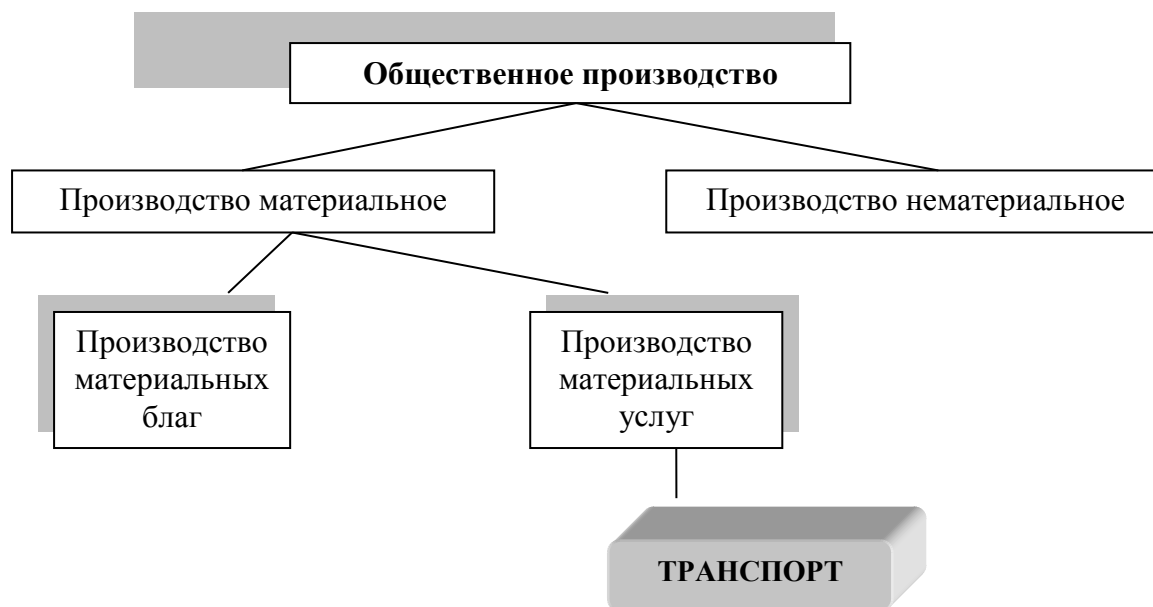 Общественное производство
Производство материальное
Производство нематериальное
Производство
материальных
благ
Производство
материальных
услуг
ТРАНСПОРТ